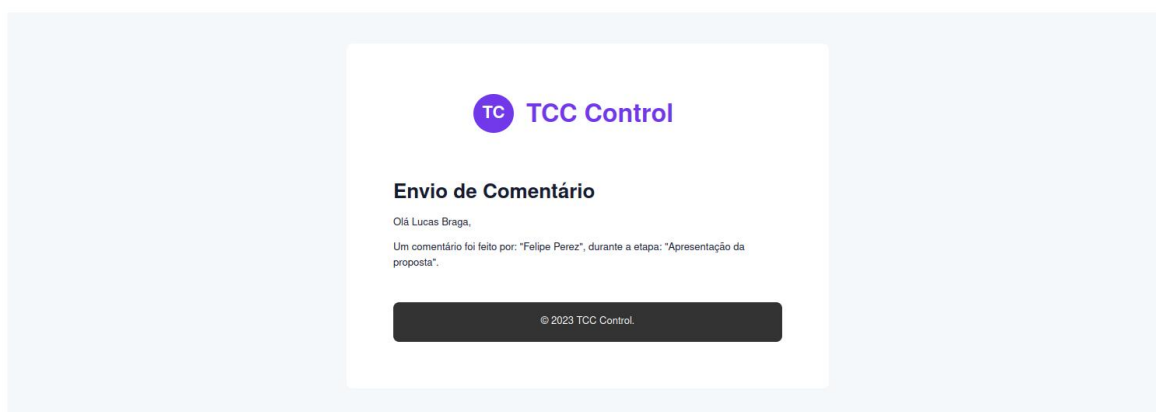 TC TCC Control
Envio de Comentário
Olá Lucas Braga,
Um comentário foi feito por: "Felipe Perez", durante a etapa: "Apresentação da
proposta".
© 2023 TCC Control.